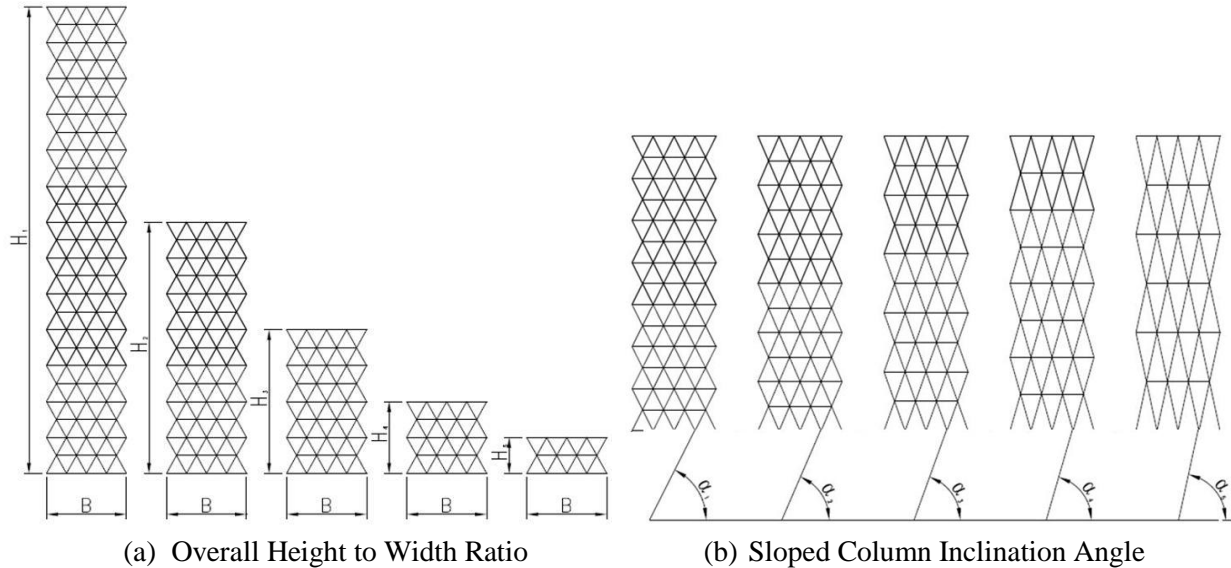 H₁
H₂
H₃
H₄
H₅
B B B B B
α₁ α₂ α₃ α₄ α₅
(a) Overall Height to Width Ratio
(b) Sloped Column Inclination Angle